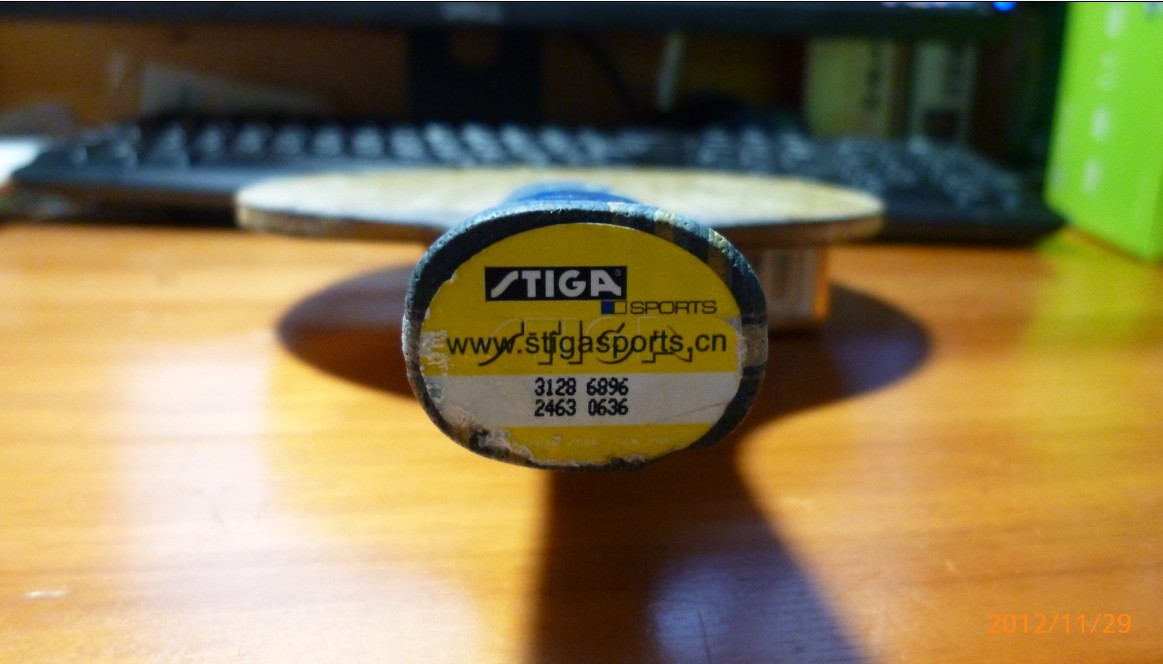 STIGA
SPORTS
www.stigasports.cn
3128 6896
2463 0636
2012/11/29